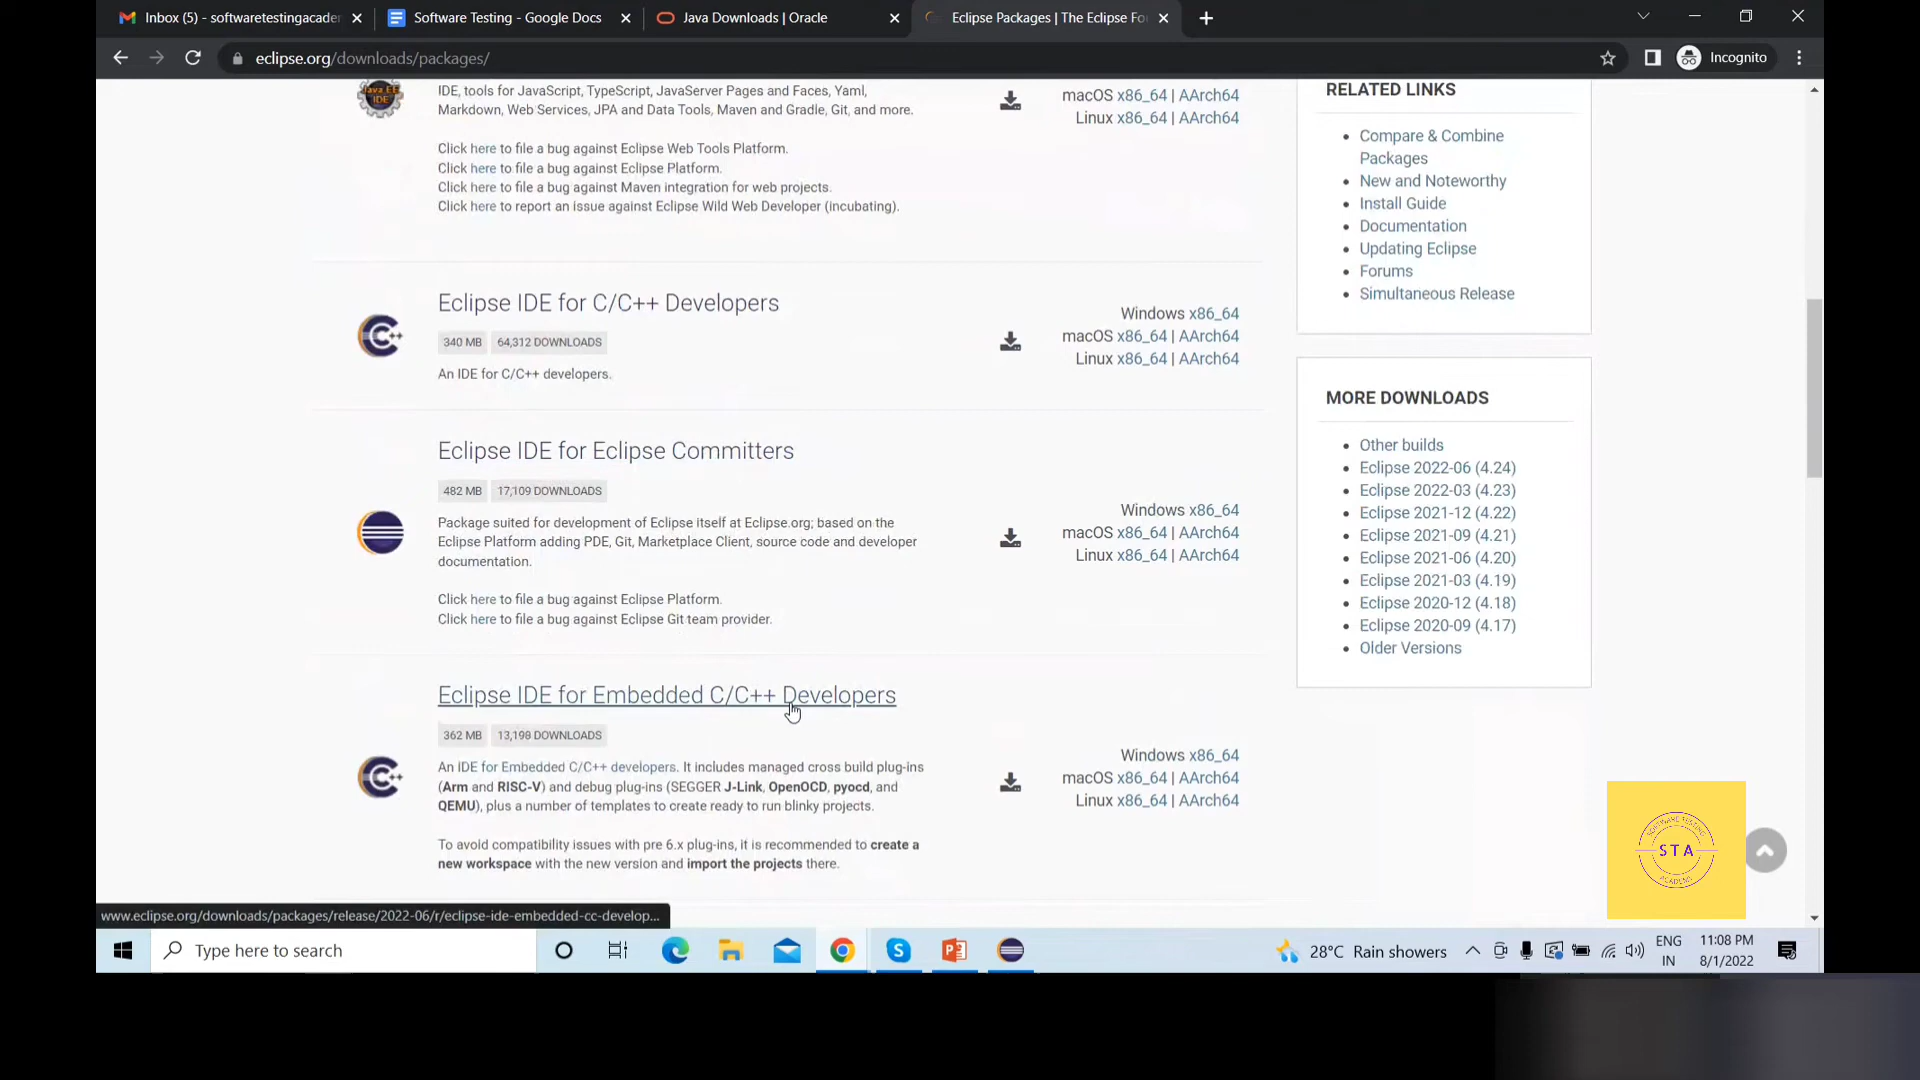 Inbox (5) - softwaretestingacader
Software Testing - Google Docs
Java Downloads | Oracle
Eclipse Packages | The Eclipse Fo
eclipse.org/downloads/packages/
Incognito
Java EE
IDE
IDE, tools for JavaScript, TypeScript, JavaServer Pages and Faces, Yaml,
Markdown, Web Services, JPA and Data Tools, Maven and Gradle, Git, and more.
Click here to file a bug against Eclipse Web Tools Platform.
Click here to file a bug against Eclipse Platform.
Click here to file a bug against Maven integration for web projects.
Click here to report an issue against Eclipse Wild Web Developer (incubating).
macOS x86_64 | AArch64
Linux x86_64 | AArch64
Eclipse IDE for C/C++ Developers
340 MB 64,312 DOWNLOADS
An IDE for C/C++ developers.
Windows x86_64
macOS x86_64 | AArch64
Linux x86_64 | AArch64
Eclipse IDE for Eclipse Committers
482 MB 17,109 DOWNLOADS
Package suited for development of Eclipse itself at Eclipse.org; based on the
Eclipse Platform adding PDE, Git, Marketplace Client, source code and developer
documentation.
Click here to file a bug against Eclipse Platform.
Click here to file a bug against Eclipse Git team provider.
Windows x86_64
macOS x86_64 | AArch64
Linux x86_64 | AArch64
Eclipse IDE for Embedded C/C++ Developers
362 MB 13,198 DOWNLOADS
An IDE for Embedded C/C++ developers. It includes managed cross build plug-ins
(Arm and RISC-V) and debug plug-ins (SEGGER J-Link, OpenOCD, pyocd, and
QEMU), plus a number of templates to create ready to run blinky projects.
To avoid compatibility issues with pre 6.x plug-ins, it is recommended to create a
new workspace with the new version and import the projects there.
Windows x86_64
macOS x86_64 | AArch64
Linux x86_64 | AArch64
RELATED LINKS
Compare & Combine
Packages
New and Noteworthy
Install Guide
Documentation
Updating Eclipse
Forums
Simultaneous Release
MORE DOWNLOADS
Other builds
Eclipse 2022-06 (4.24)
Eclipse 2022-03 (4.23)
Eclipse 2021-12 (4.22)
Eclipse 2021-09 (4.21)
Eclipse 2021-06 (4.20)
Eclipse 2021-03 (4.19)
Eclipse 2020-12 (4.18)
Eclipse 2020-09 (4.17)
Older Versions
SOFTWARE TESTING
STA
ACADEMY
www.eclipse.org/downloads/packages/release/2022-06/r/eclipse-ide-embedded-cc-develop...
Type here to search
28°C Rain showers
ENG
IN
11:08 PM
8/1/2022